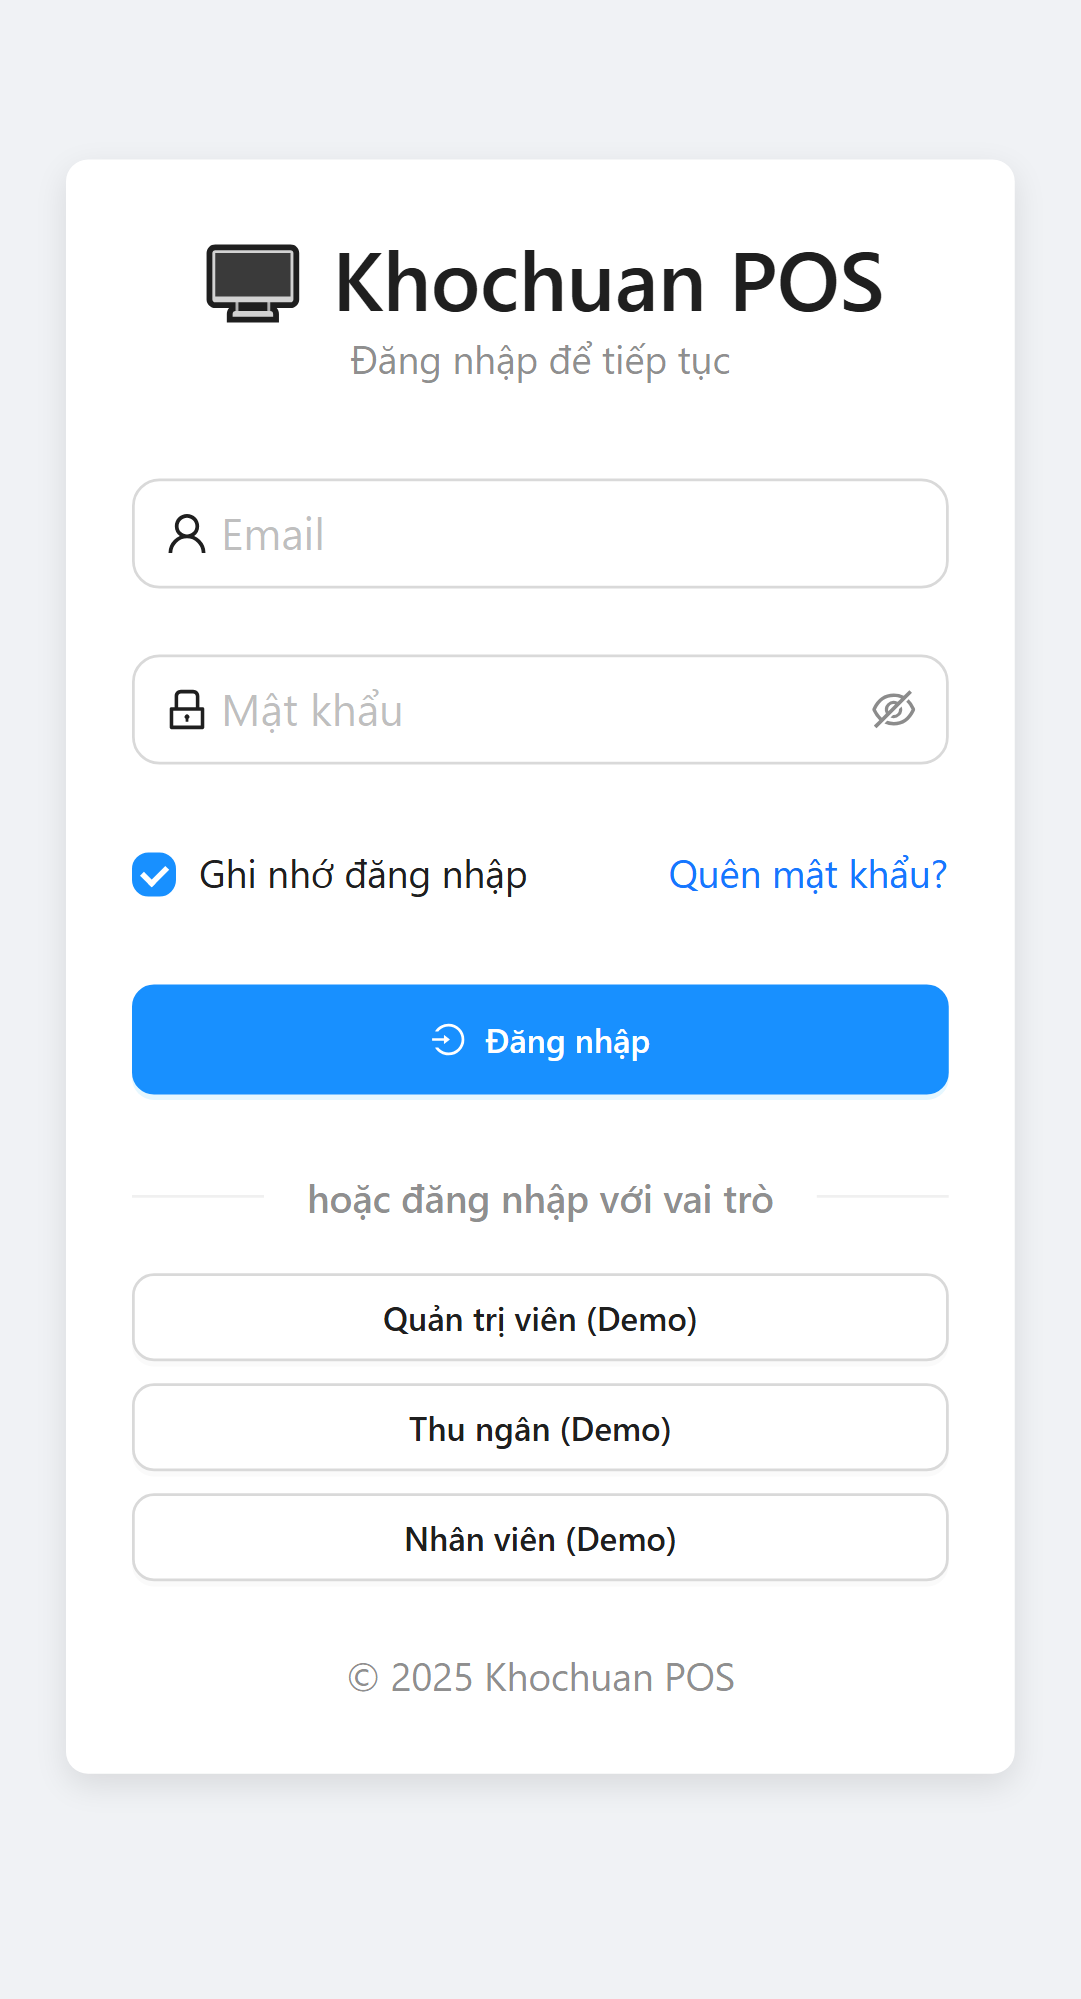 Khochuan POS
Đăng nhập để tiếp tục
Email
Mật khẩu
Ghi nhớ đăng nhập
Quên mật khẩu?
Đăng nhập
hoặc đăng nhập với vai trò
Quản trị viên (Demo)
Thu ngân (Demo)
Nhân viên (Demo)
© 2025 Khochuan POS